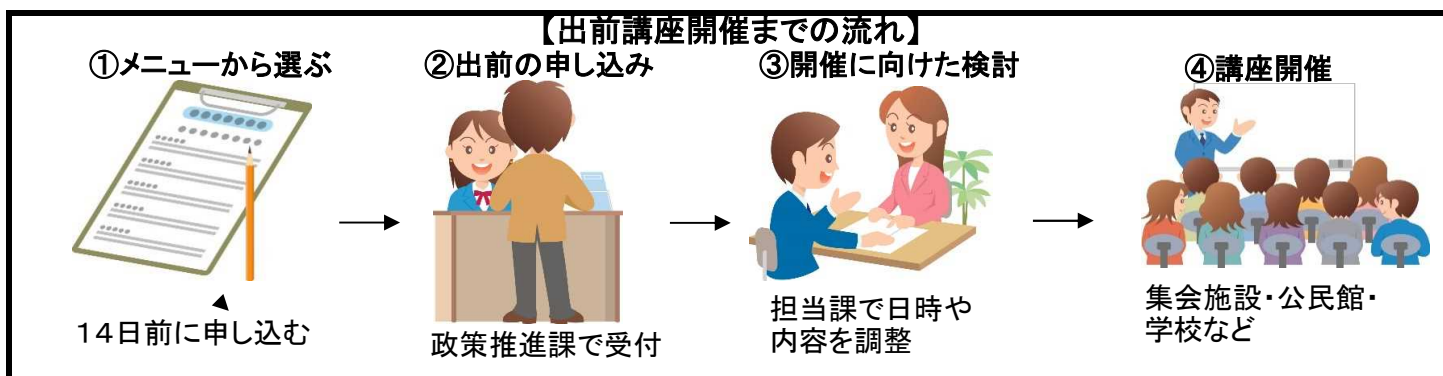 【出前講座開催までの流れ】
①メニューから選ぶ
②出前の申し込み
③開催に向けた検討
④講座開催
14日前に申し込む
政策推進課で受付
担当課で日時や
内容を調整
集会施設・公民館・
学校など